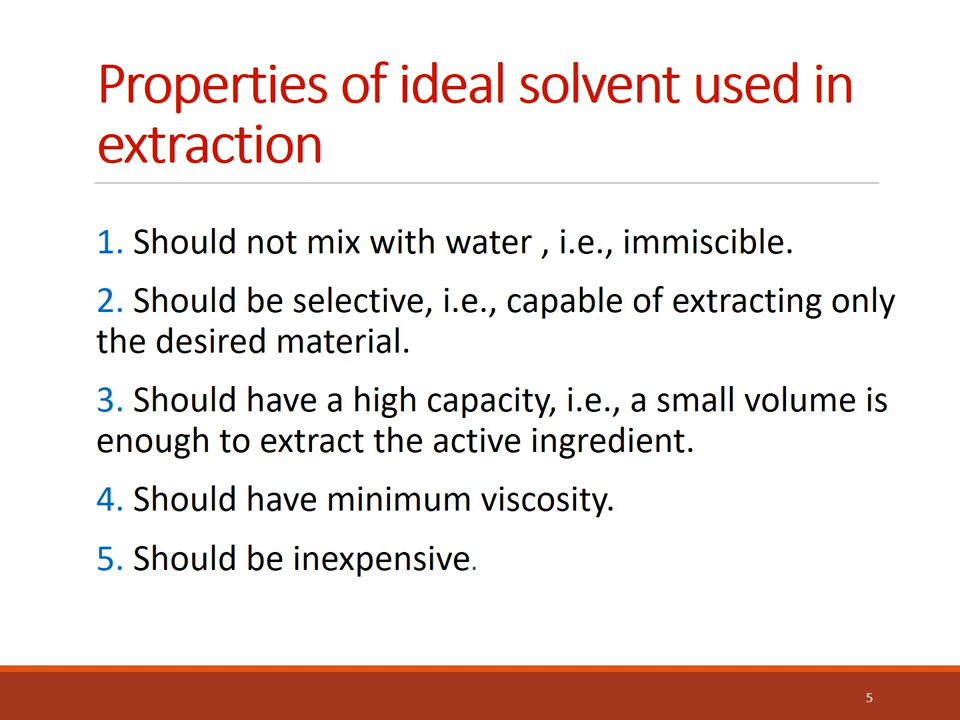 Properties of ideal solvent used in
extraction
1. Should not mix with water , i.e., immiscible.
2. Should be selective, i.e., capable of extracting only
the desired material.
3. Should have a high capacity, i.e., a small volume is
enough to extract the active ingredient.
4. Should have minimum viscosity.
5. Should be inexpensive.
5